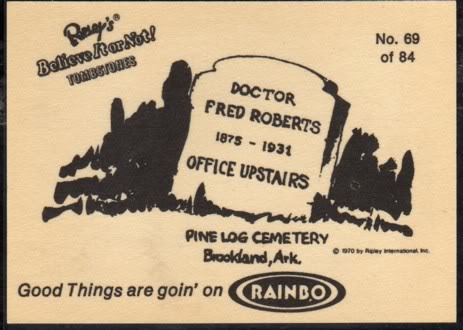 Ripley's®
Believe It or Not!
TOMBSTONES
No. 69
of 84
DOCTOR
FRED ROBERTS
1875 - 1931
OFFICE UPSTAIRS
PINE LOG CEMETERY
Brookland, Ark.
© 1970 by Ripley International, Inc.
Good Things are goin' on RAINBO